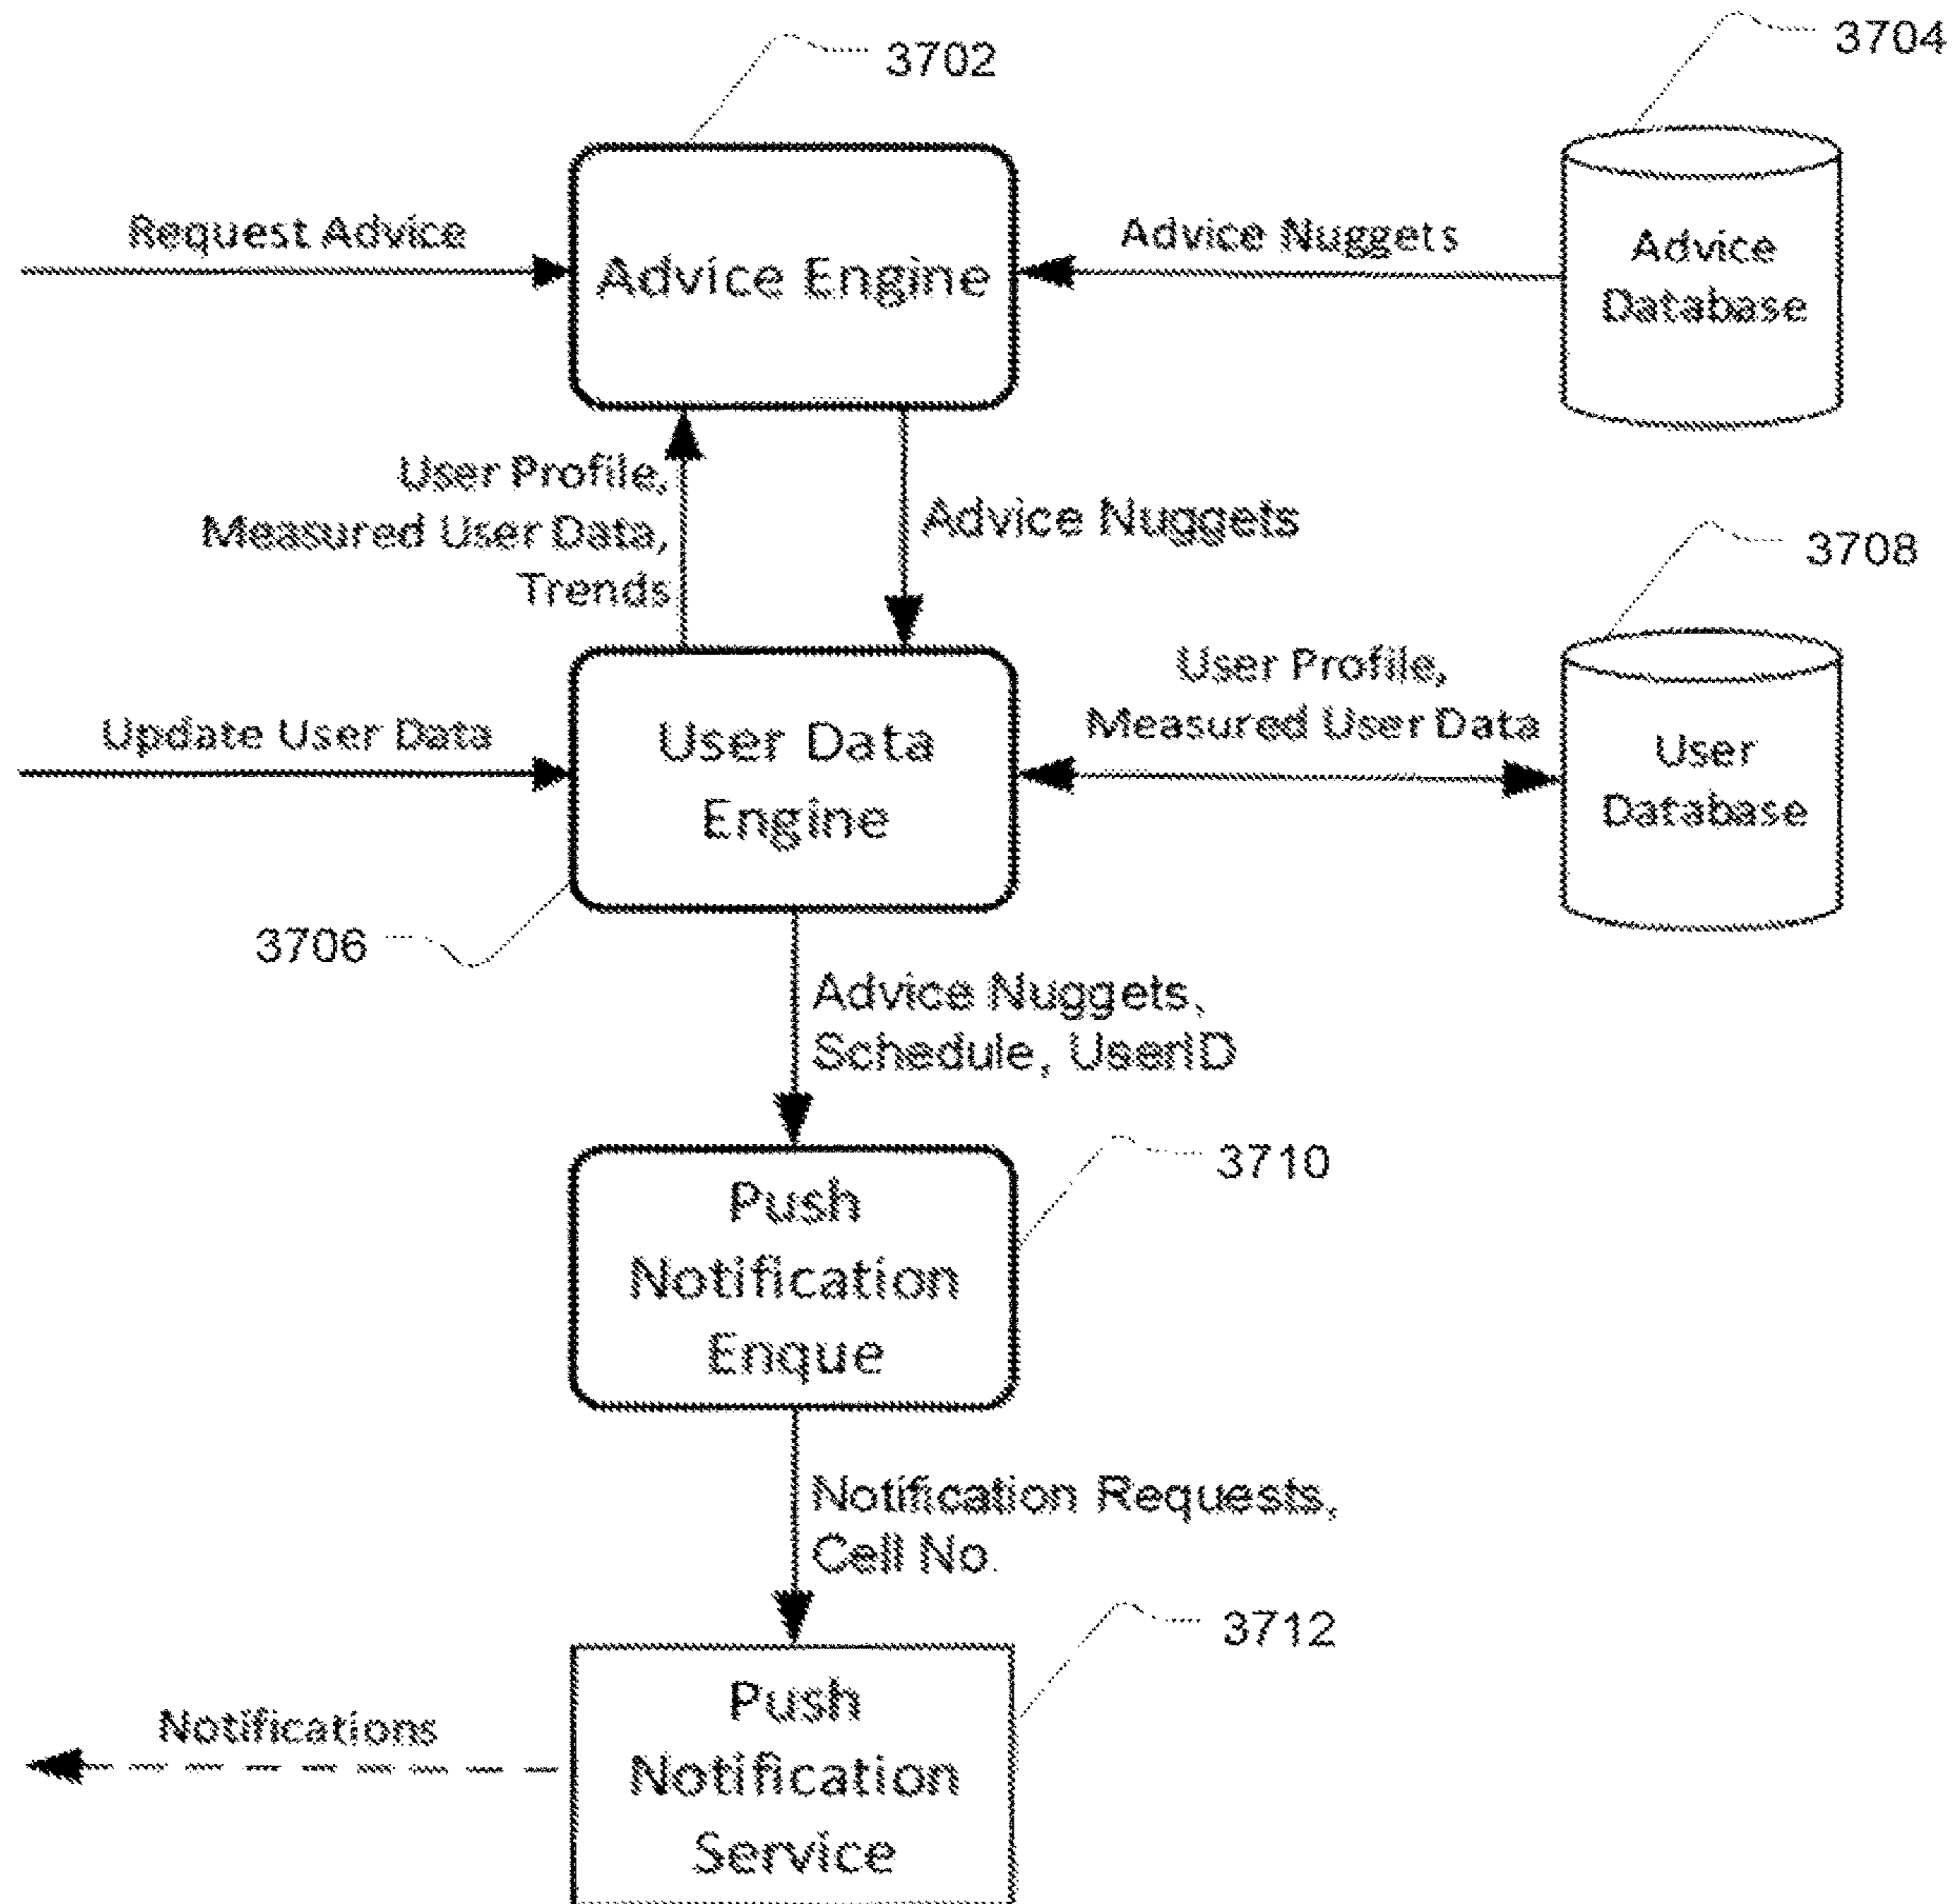 3702
3704
Request Advice
Advice Engine
Advice Nuggets
Advice
Database
User Profile,
Measured User Data,
Trends
Advice Nuggets
3708
Update User Data
User Data
Engine
User Profile,
Measured User Data
User
Database
3706
Advice Nuggets,
Schedule, UserID
3710
Push
Notification
Enque
Notification Requests,
Cell No.
3712
Notifications
Push
Notification
Service